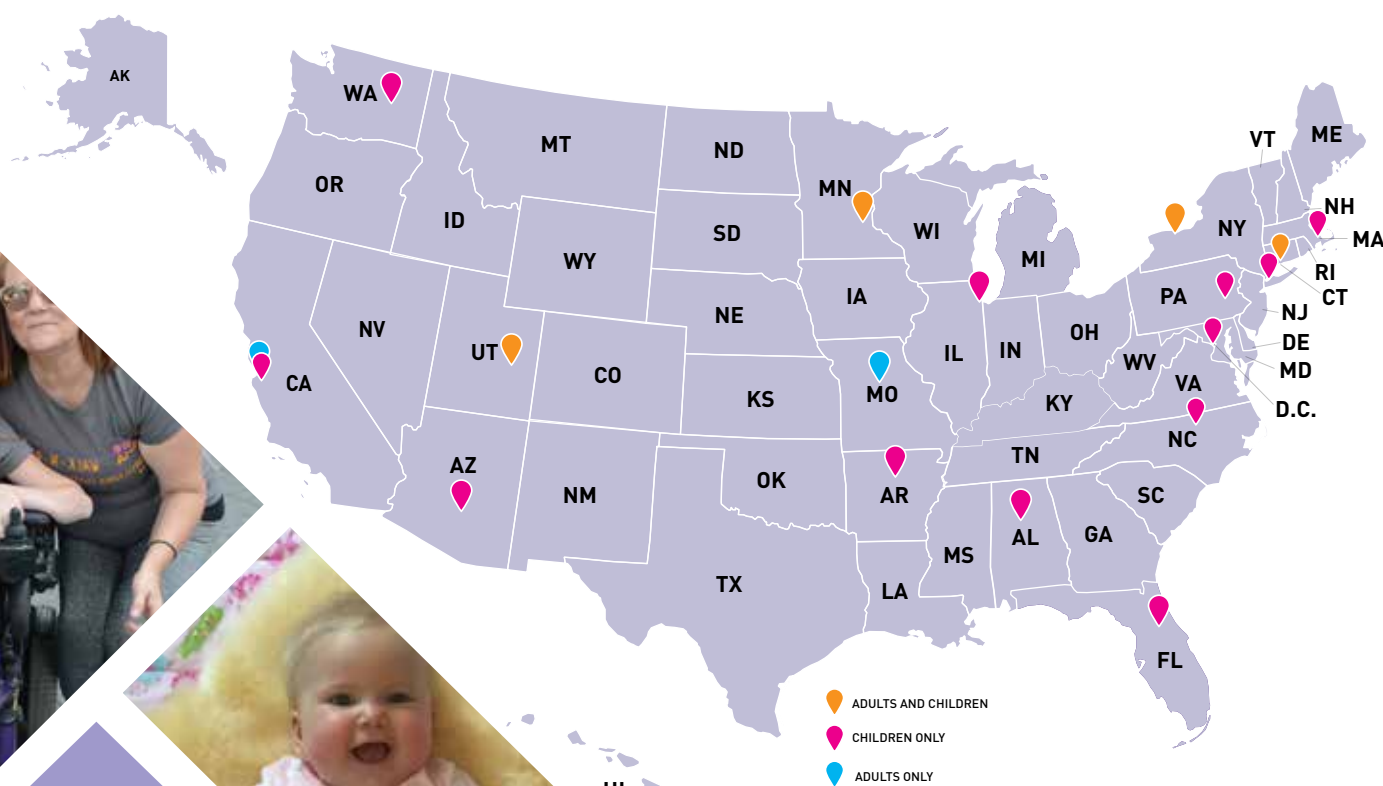 AK
WA
MT
ND
MN
VT
ME
OR
ID
SD
WI
NY
NH
MA
WY
MI
RI
IA
PA
CT
NE
NJ
NV
UT
IL
IN
OH
DE
CO
WV
MD
CA
KS
MO
KY
VA
D.C.
NC
AZ
TN
NM
OK
AR
SC
AL
GA
MS
TX
LA
FL
ADULTS AND CHILDREN
CHILDREN ONLY
ADULTS ONLY